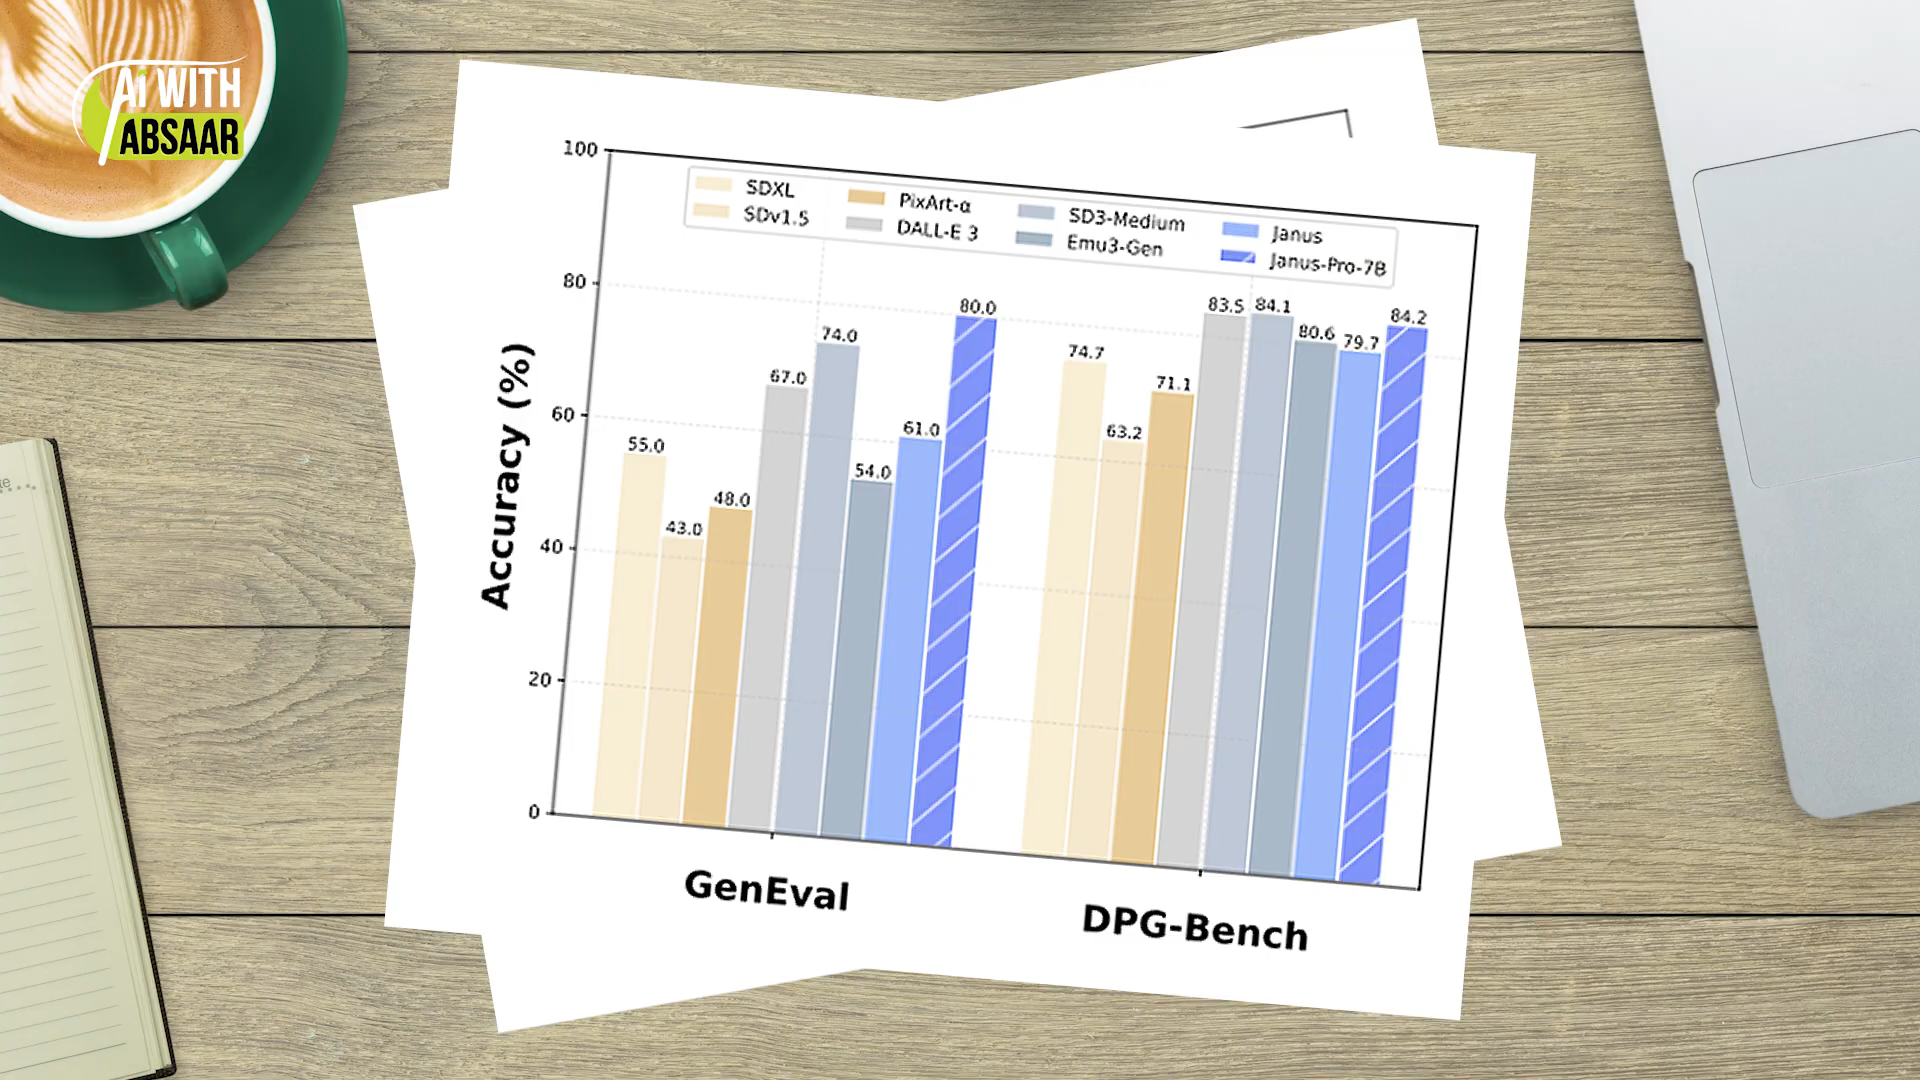 Ai WITH
ABSAAR
te
100
80
60
40
20
0
Accuracy (%)
SDXL
SDv1.5
PixArt-α
DALL-E 3
SD3-Medium
Emu3-Gen
Janus
Janus-Pro-7B
55.0
43.0
48.0
67.0
74.0
54.0
61.0
80.0
74.7
63.2
71.1
83.5
84.1
80.6
79.7
84.2
GenEval
DPG-Bench